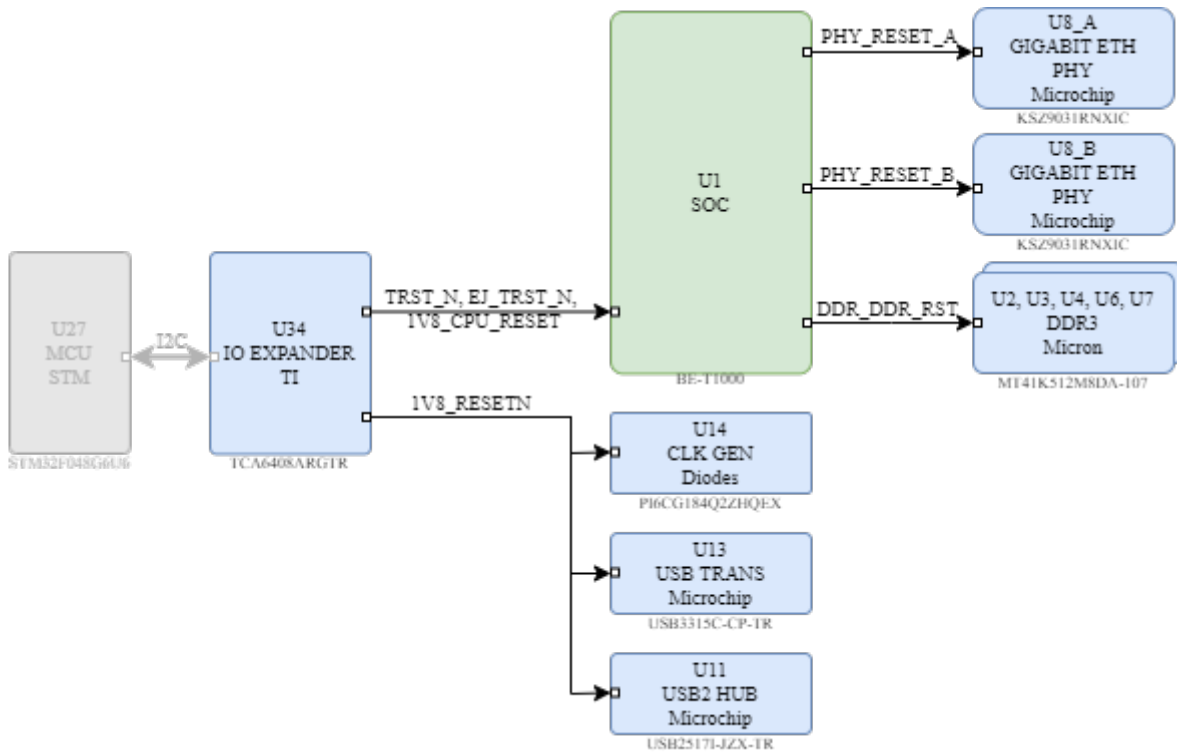 U8_A
GIGABIT ETH
PHY
Microchip
KSZ9031RNXIC
PHY_RESET_A
U8_B
GIGABIT ETH
PHY
Microchip
KSZ9031RNXIC
PHY_RESET_B
U1
SOC
BE-T1000
U27
MCU
STM
STM32F048G6U6
I2C
U34
IO EXPANDER
TI
TCA6408ARGTR
TRST_N, EJ_TRST_N,
1V8_CPU_RESET
DDR_DDR_RST
U2, U3, U4, U6, U7
DDR3
Micron
MT41K512M8DA-107
1V8_RESETN
U14
CLK GEN
Diodes
PI6CG184Q2ZHQEX
U13
USB TRANS
Microchip
USB3315C-CP-TR
U11
USB2 HUB
Microchip
USB2517I-JZX-TR